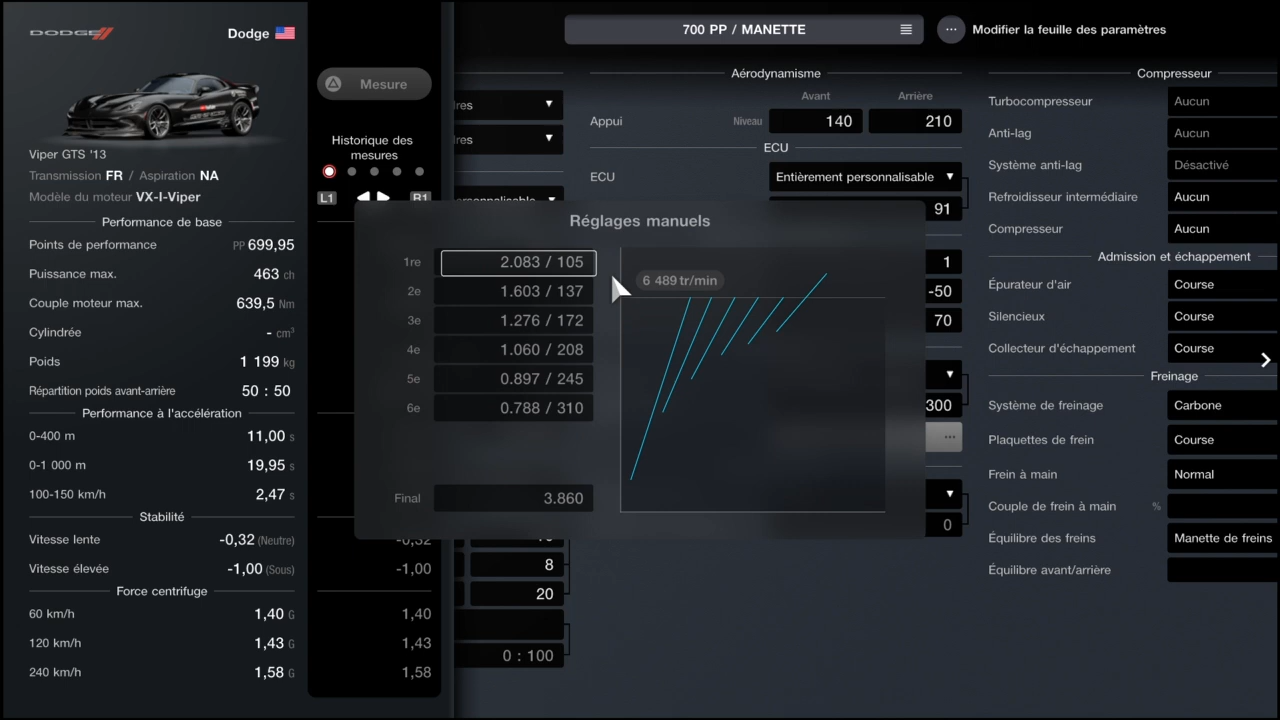 DODGE
Dodge
Viper GTS '13
Transmission FR / Aspiration NA
Modèle du moteur VX-I-Viper
Performance de base
Points de performance PP 699,95
Puissance max. 463 ch
Couple moteur max. 639,5 Nm
Cylindrée - cm³
Poids 1 199 kg
Répartition poids avant-arrière 50 : 50
Performance à l'accélération
0-400 m 11,00 s
0-1 000 m 19,95 s
100-150 km/h 2,47 s
Stabilité
Vitesse lente -0,32 (Neutre)
Vitesse élevée -1,00 (Sous)
Force centrifuge
60 km/h 1,40 G
120 km/h 1,43 G
240 km/h 1,58 G
Mesure
Historique des
mesures
L1 R1
-0,32
-1,00
1,40
1,43
1,58
700 PP / MANETTE
Modifier la feuille des paramètres
ires
ires
8
20
0 : 100
Aérodynamisme
Avant Arrière
Appui Niveau 140 210
ECU
ECU Entièrement personnalisable
91
1
-50
70
300
0
Réglages manuels
1re 2.083 / 105
2e 1.603 / 137
3e 1.276 / 172
4e 1.060 / 208
5e 0.897 / 245
6e 0.788 / 310
Final 3.860
6 489 tr/min
Compresseur
Turbocompresseur Aucun
Anti-lag Aucun
Système anti-lag Désactivé
Refroidisseur intermédiaire Aucun
Compresseur Aucun
Admission et échappement
Épurateur d'air Course
Silencieux Course
Collecteur d'échappement Course
Freinage
Système de freinage Carbone
Plaquettes de frein Course
Frein à main Normal
Couple de frein à main %
Équilibre des freins Manette de freins
Équilibre avant/arrière